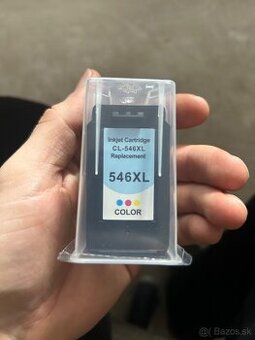 Inkjet Cartridge
CL-546XL
Replacement
546XL
COLOR
© Bazos.sk